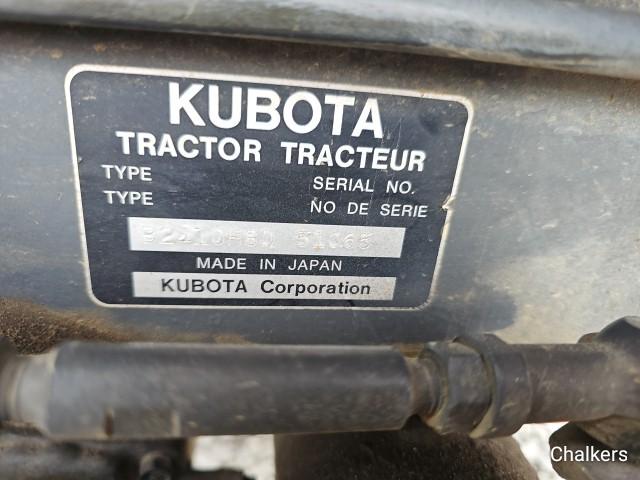 KUBOTA
TRACTOR TRACTEUR
TYPE SERIAL NO.
TYPE NO DE SERIE
MADE IN JAPAN
KUBOTA Corporation
Chalkers